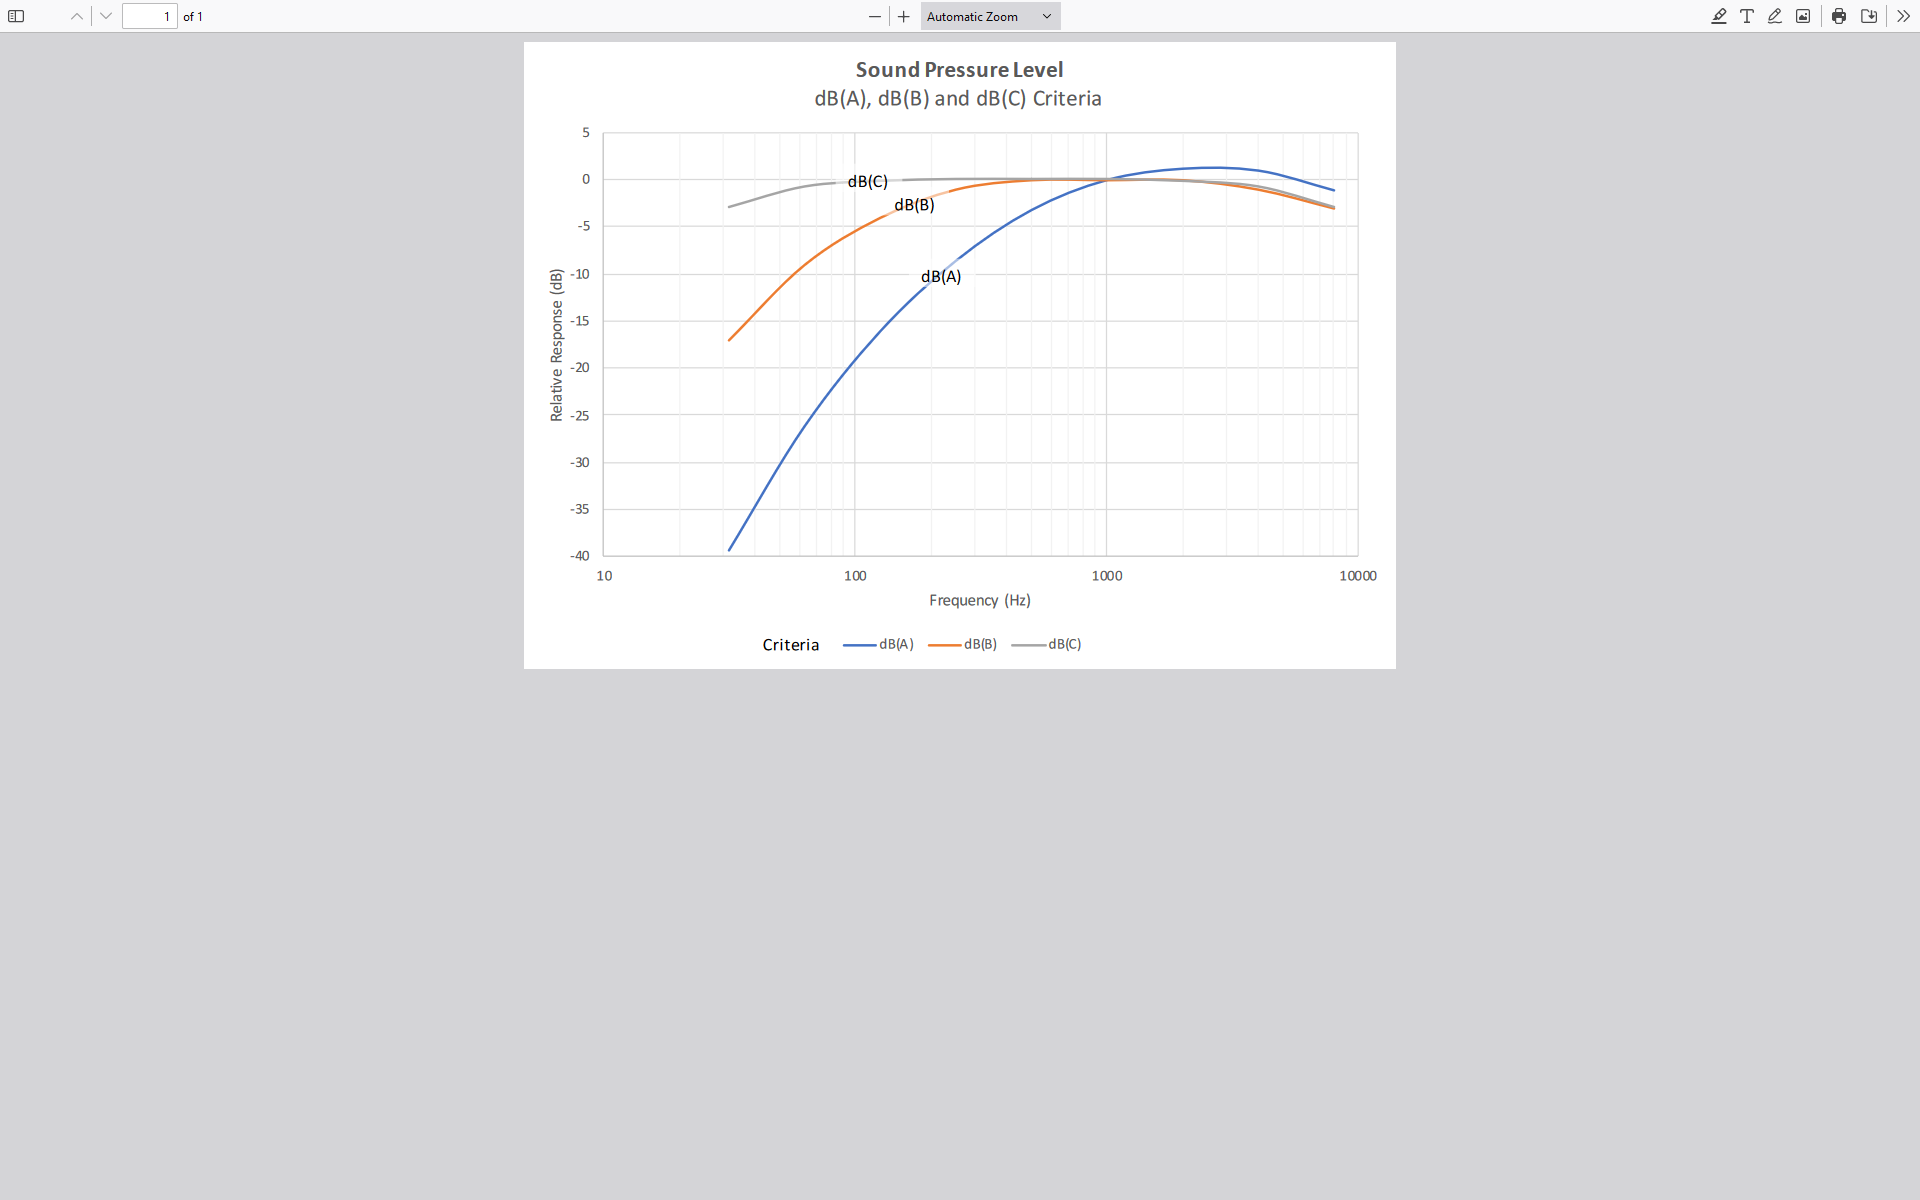 1 of 1 Automatic Zoom
Sound Pressure Level
dB(A), dB(B) and dB(C) Criteria
5
0
-5
-10
-15
-20
-25
-30
-35
-40
Relative Response (dB)
dB(C)
dB(B)
dB(A)
10 100 1000 10000
Frequency (Hz)
Criteria dB(A) dB(B) dB(C)